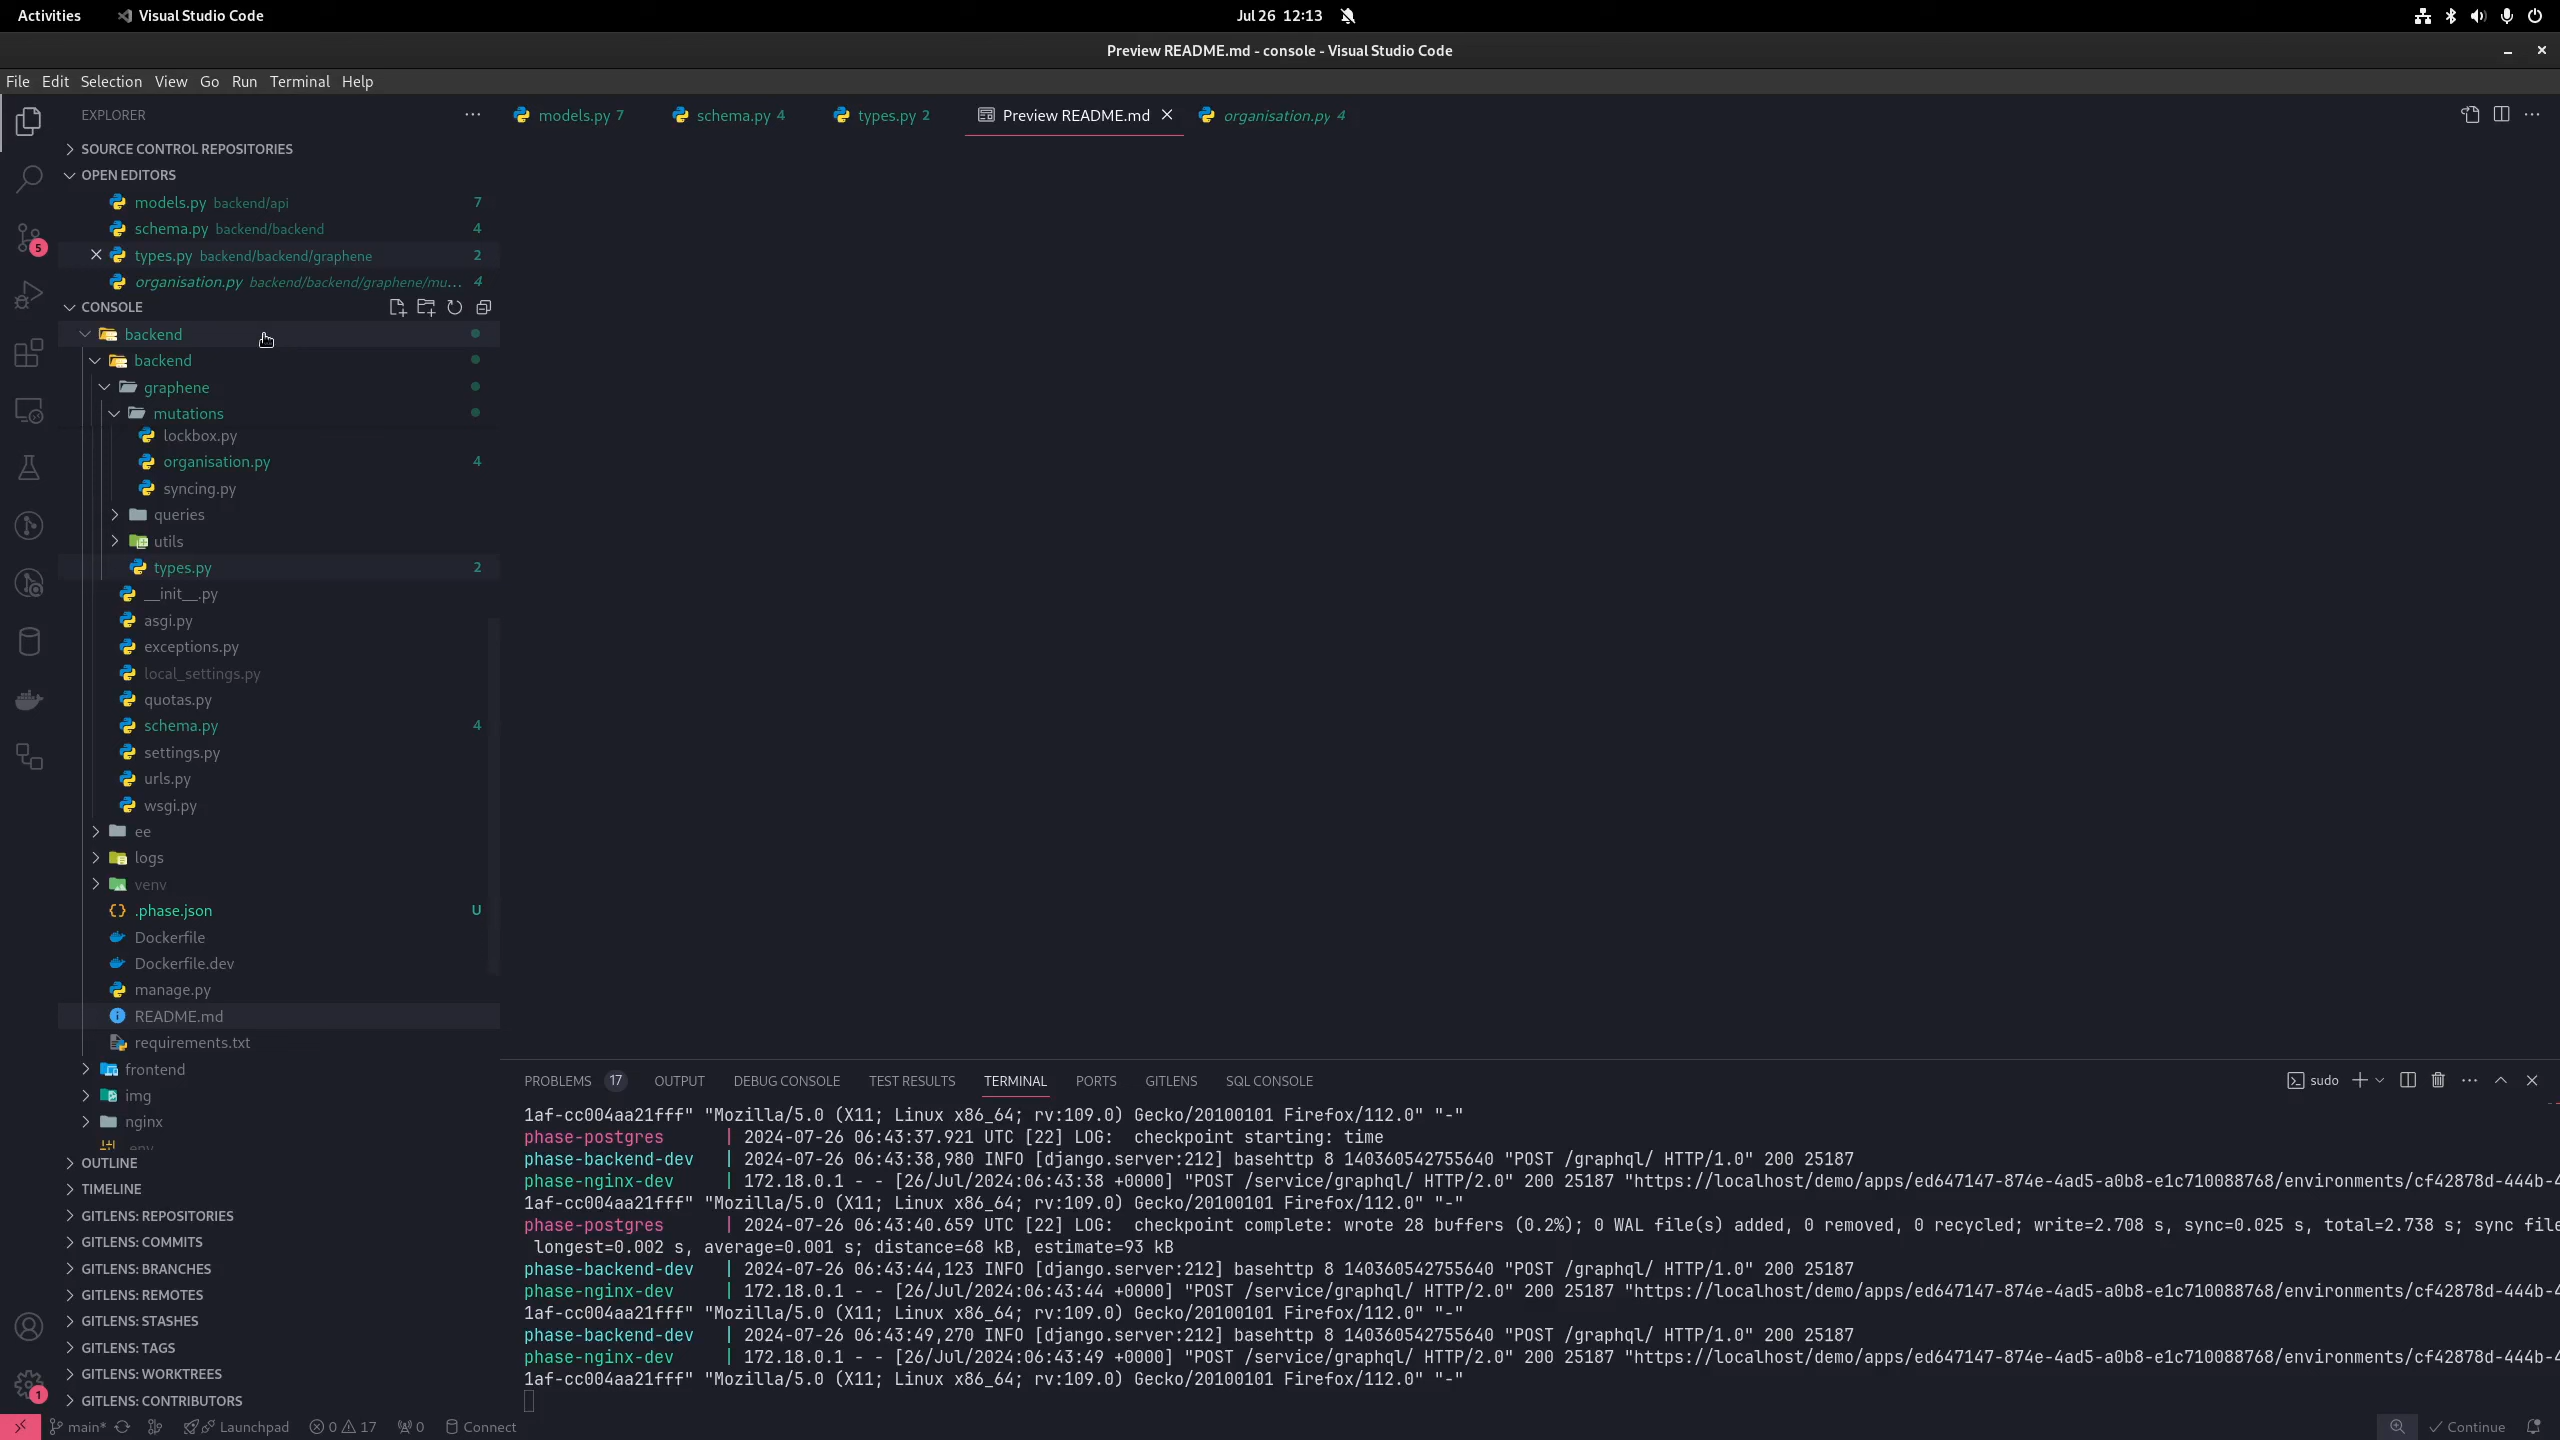 Activities
Visual Studio Code
Jul 26 12:13
Preview README.md - console - Visual Studio Code
File Edit Selection View Go Run Terminal Help
EXPLORER
models.py 7
schema.py 4
types.py 2
Preview README.md
organisation.py 4
SOURCE CONTROL REPOSITORIES
OPEN EDITORS
models.py backend/api 7
schema.py backend/backend 4
types.py backend/backend/graphene 2
organisation.py backend/backend/graphene/mu... 4
CONSOLE
backend
backend
graphene
mutations
lockbox.py
organisation.py 4
syncing.py
queries
utils
types.py 2
__init__.py
asgi.py
exceptions.py
local_settings.py
quotas.py
schema.py 4
settings.py
urls.py
wsgi.py
ee
logs
venv
.phase.json U
Dockerfile
Dockerfile.dev
manage.py
README.md
requirements.txt
frontend
img
nginx
OUTLINE
TIMELINE
GITLENS: REPOSITORIES
GITLENS: COMMITS
GITLENS: BRANCHES
GITLENS: REMOTES
GITLENS: STASHES
GITLENS: TAGS
GITLENS: WORKTREES
GITLENS: CONTRIBUTORS
5
1
PROBLEMS 17 OUTPUT DEBUG CONSOLE TEST RESULTS TERMINAL PORTS GITLENS SQL CONSOLE
sudo
1af-cc004aa21fff" "Mozilla/5.0 (X11; Linux x86_64; rv:109.0) Gecko/20100101 Firefox/112.0" "-"
phase-postgres | 2024-07-26 06:43:37.921 UTC [22] LOG: checkpoint starting: time
phase-backend-dev | 2024-07-26 06:43:38,980 INFO [django.server:212] basehttp 8 140360542755640 "POST /graphql/ HTTP/1.0" 200 25187
phase-nginx-dev | 172.18.0.1 - - [26/Jul/2024:06:43:38 +0000] "POST /service/graphql/ HTTP/2.0" 200 25187 "https://localhost/demo/apps/ed647147-874e-4ad5-a0b8-e1c710088768/environments/cf42878d-444b-4
1af-cc004aa21fff" "Mozilla/5.0 (X11; Linux x86_64; rv:109.0) Gecko/20100101 Firefox/112.0" "-"
phase-postgres | 2024-07-26 06:43:40.659 UTC [22] LOG: checkpoint complete: wrote 28 buffers (0.2%); 0 WAL file(s) added, 0 removed, 0 recycled; write=2.708 s, sync=0.025 s, total=2.738 s; sync file
longest=0.002 s, average=0.001 s; distance=68 kB, estimate=93 kB
phase-backend-dev | 2024-07-26 06:43:44,123 INFO [django.server:212] basehttp 8 140360542755640 "POST /graphql/ HTTP/1.0" 200 25187
phase-nginx-dev | 172.18.0.1 - - [26/Jul/2024:06:43:44 +0000] "POST /service/graphql/ HTTP/2.0" 200 25187 "https://localhost/demo/apps/ed647147-874e-4ad5-a0b8-e1c710088768/environments/cf42878d-444b-4
1af-cc004aa21fff" "Mozilla/5.0 (X11; Linux x86_64; rv:109.0) Gecko/20100101 Firefox/112.0" "-"
phase-backend-dev | 2024-07-26 06:43:49,270 INFO [django.server:212] basehttp 8 140360542755640 "POST /graphql/ HTTP/1.0" 200 25187
phase-nginx-dev | 172.18.0.1 - - [26/Jul/2024:06:43:49 +0000] "POST /service/graphql/ HTTP/2.0" 200 25187 "https://localhost/demo/apps/ed647147-874e-4ad5-a0b8-e1c710088768/environments/cf42878d-444b-4
1af-cc004aa21fff" "Mozilla/5.0 (X11; Linux x86_64; rv:109.0) Gecko/20100101 Firefox/112.0" "-"
main* Launchpad 0 17 0 Connect Continue